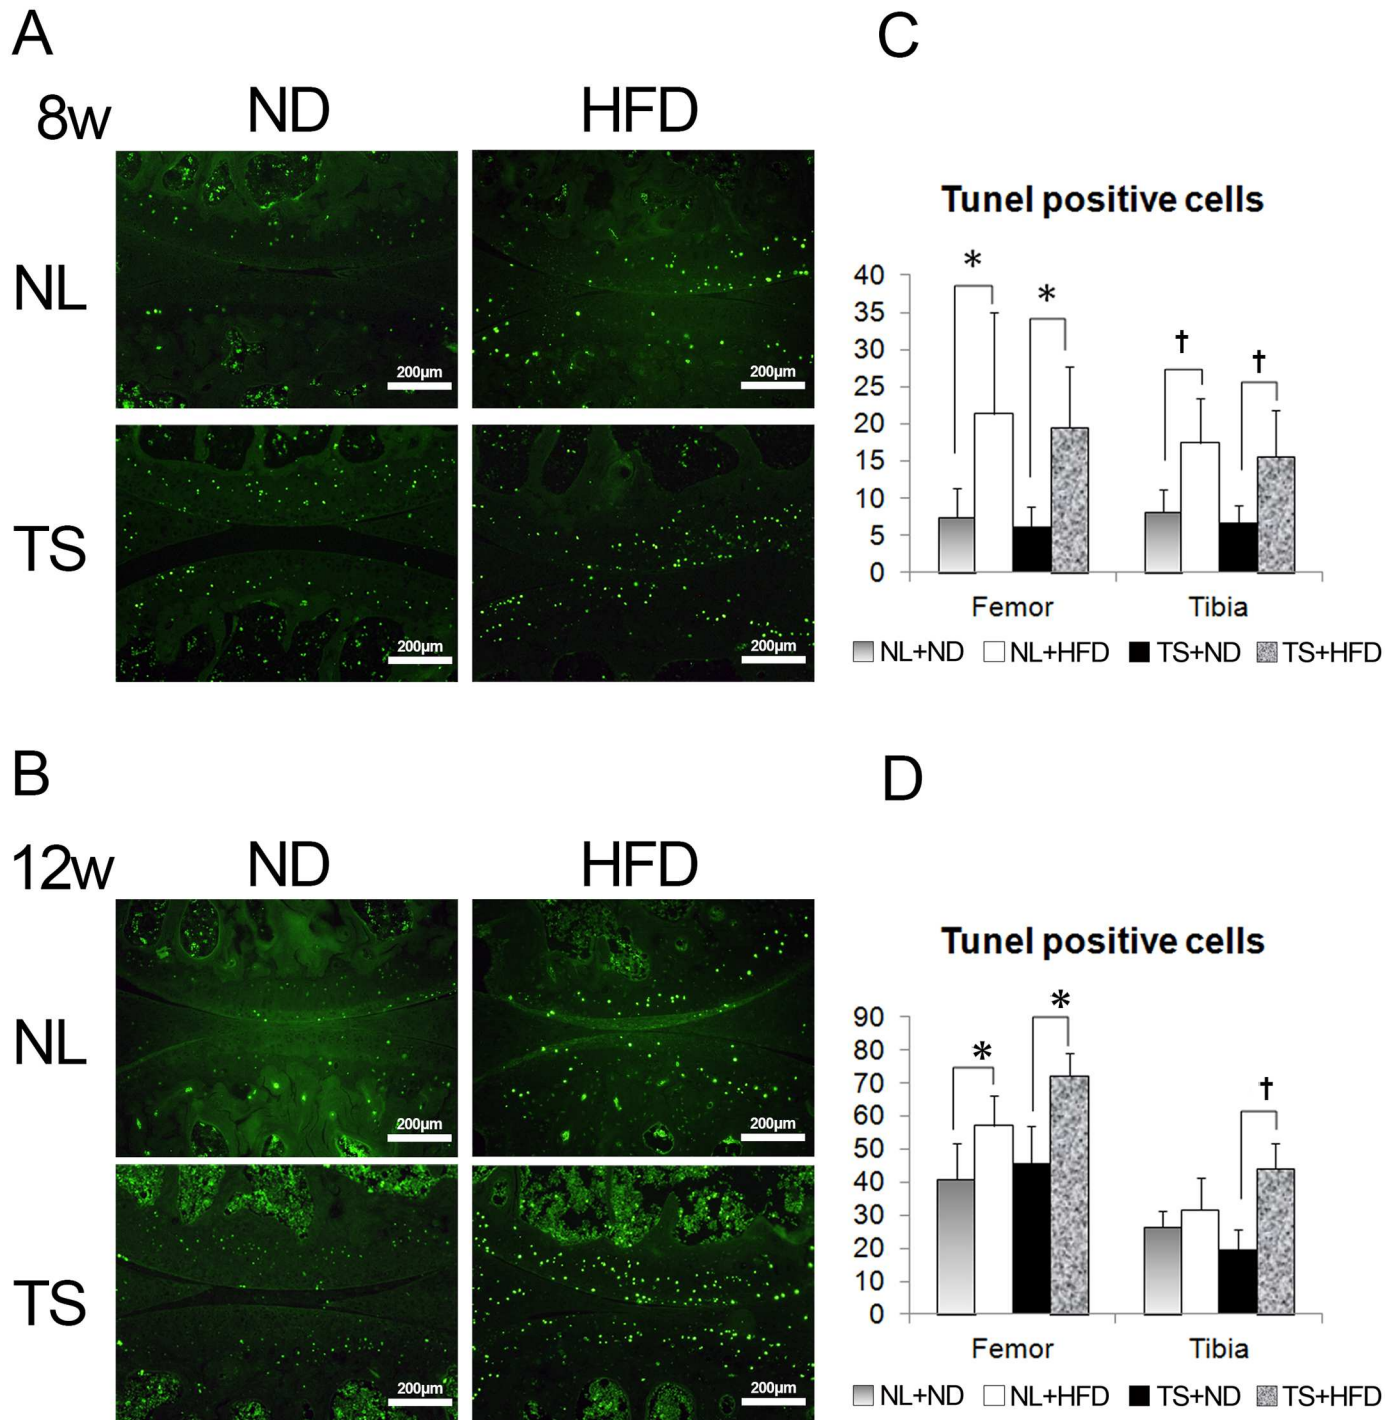 A
8w
ND
HFD
NL
200µm
200µm
TS
200µm
200µm
B
12w
ND
HFD
NL
200µm
200µm
TS
200µm
200µm
C
Tunel positive cells
40
35
30
25
20
15
10
5
0
*
*
†
†
Femor
Tibia
NL+ND NL+HFD TS+ND TS+HFD
D
Tunel positive cells
90
80
70
60
50
40
30
20
10
0
*
*
†
Femor
Tibia
NL+ND NL+HFD TS+ND TS+HFD